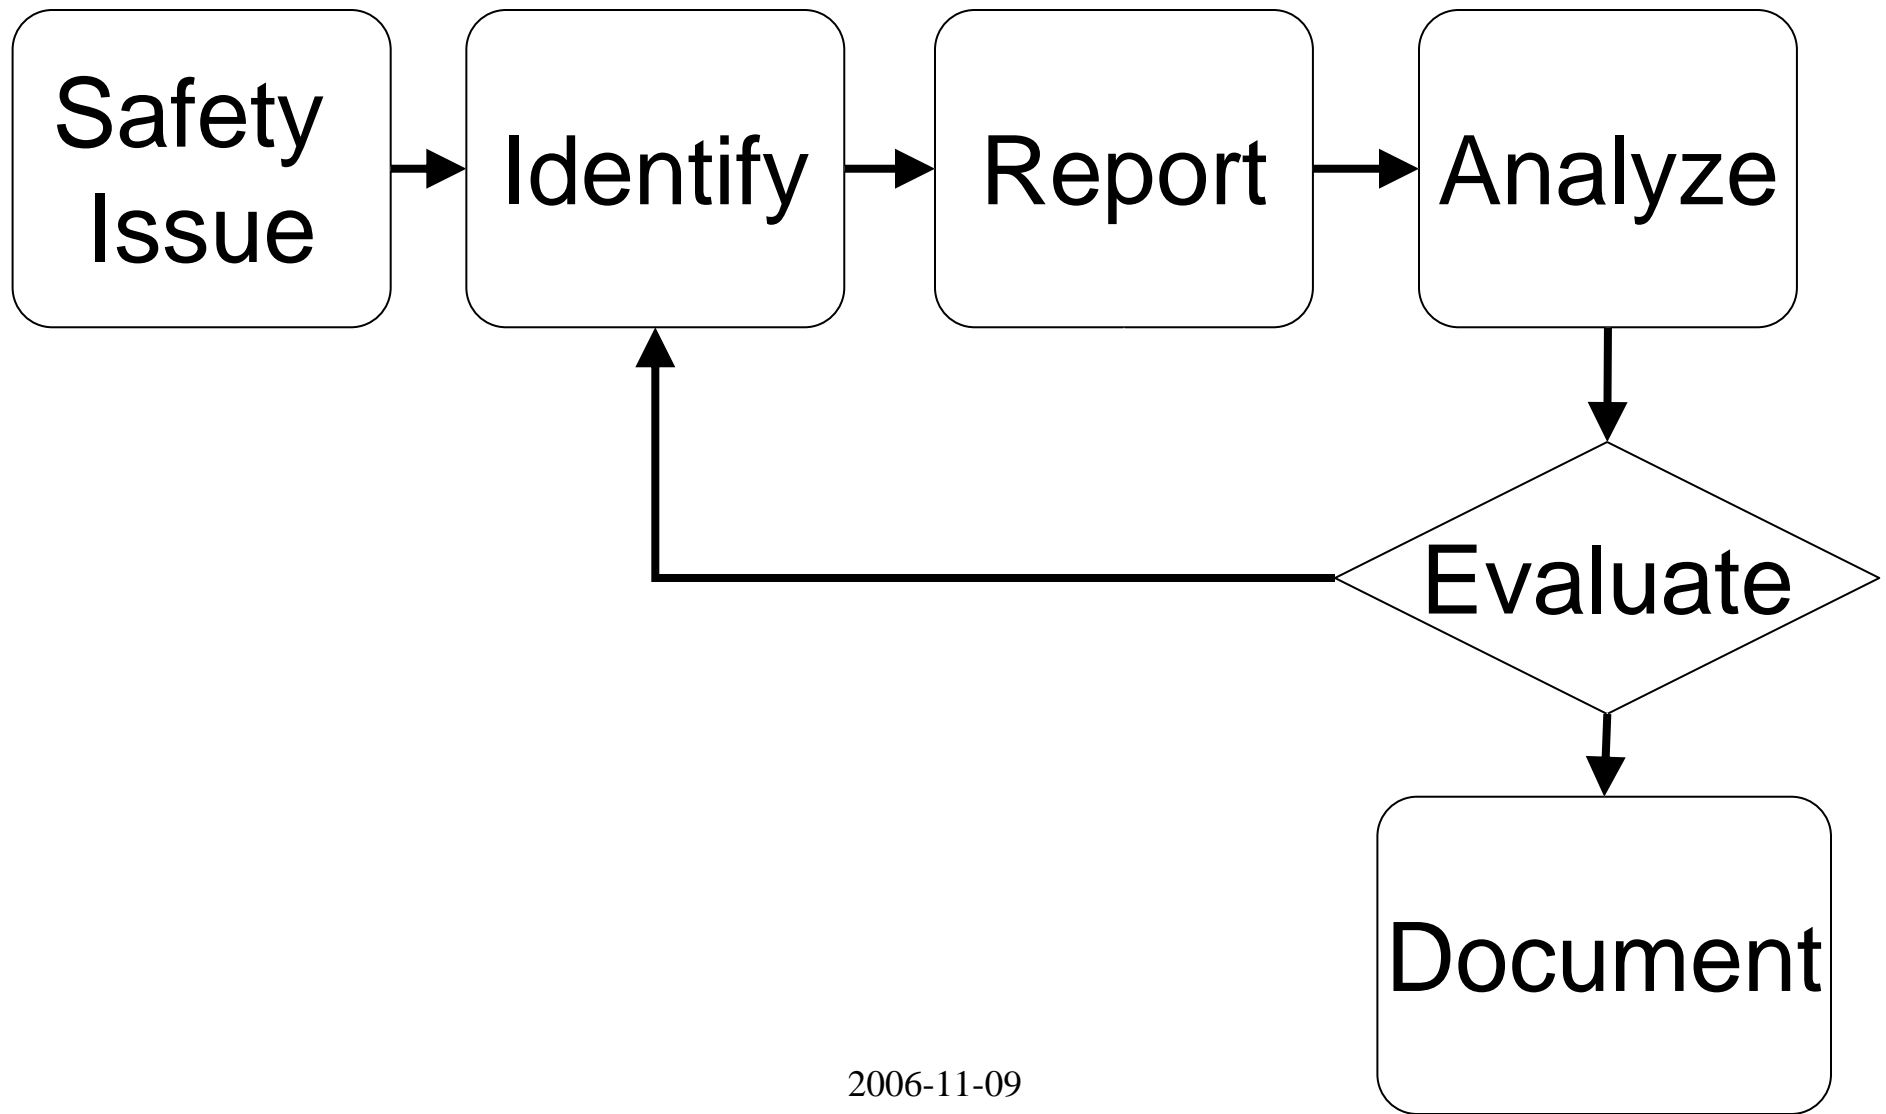 Safety
Issue
Identify
Report
Analyze
Evaluate
Document
2006-11-09